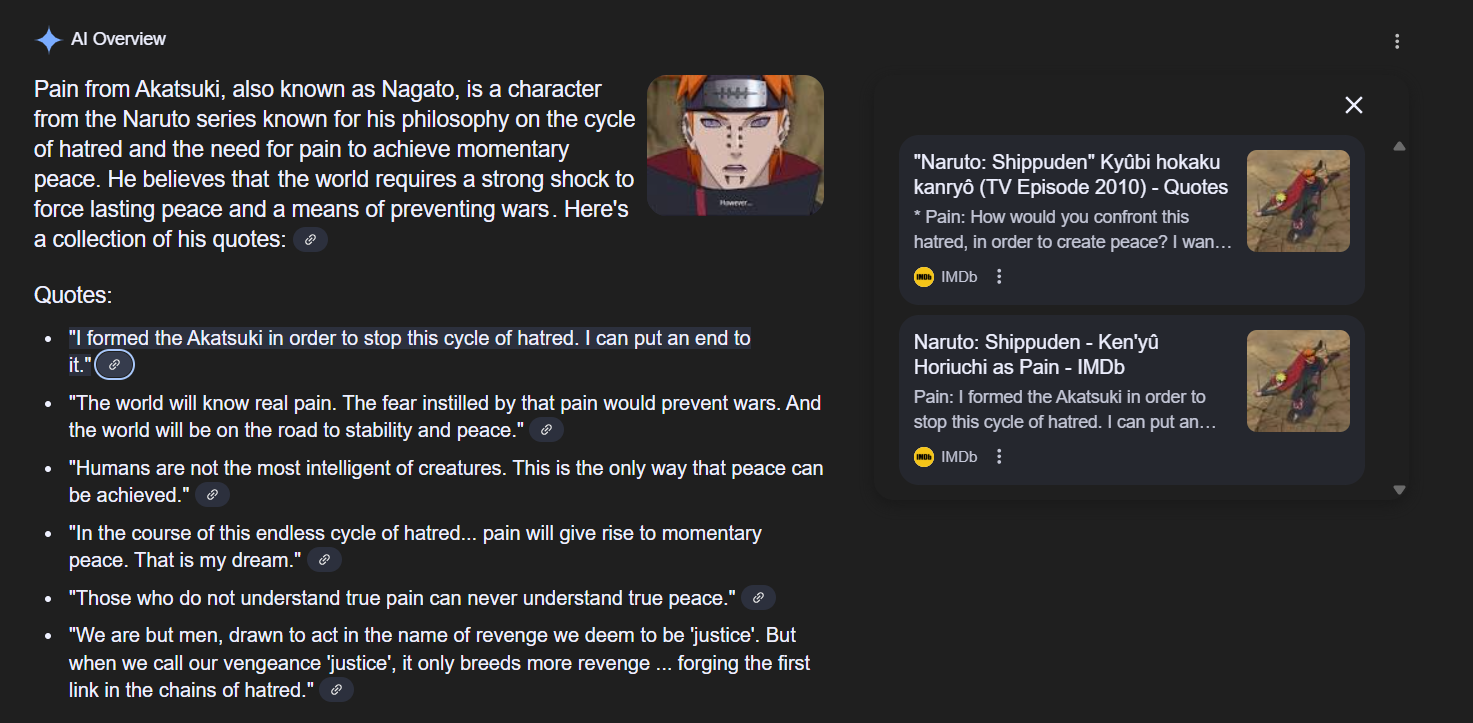 AI Overview
Pain from Akatsuki, also known as Nagato, is a character
from the Naruto series known for his philosophy on the cycle
of hatred and the need for pain to achieve momentary
peace. He believes that the world requires a strong shock to
force lasting peace and a means of preventing wars. Here's
a collection of his quotes:
However...
Quotes:
• "I formed the Akatsuki in order to stop this cycle of hatred. I can put an end to
it."
• "The world will know real pain. The fear instilled by that pain would prevent wars. And
the world will be on the road to stability and peace."
• "Humans are not the most intelligent of creatures. This is the only way that peace can
be achieved."
• "In the course of this endless cycle of hatred... pain will give rise to momentary
peace. That is my dream."
• "Those who do not understand true pain can never understand true peace."
• "We are but men, drawn to act in the name of revenge we deem to be 'justice'. But
when we call our vengeance 'justice', it only breeds more revenge ... forging the first
link in the chains of hatred."
"Naruto: Shippuden" Kyûbi hokaku
kanryô (TV Episode 2010) - Quotes
* Pain: How would you confront this
hatred, in order to create peace? I wan...
IMDb IMDb
Naruto: Shippuden - Ken'yû
Horiuchi as Pain - IMDb
Pain: I formed the Akatsuki in order to
stop this cycle of hatred. I can put an...
IMDb IMDb